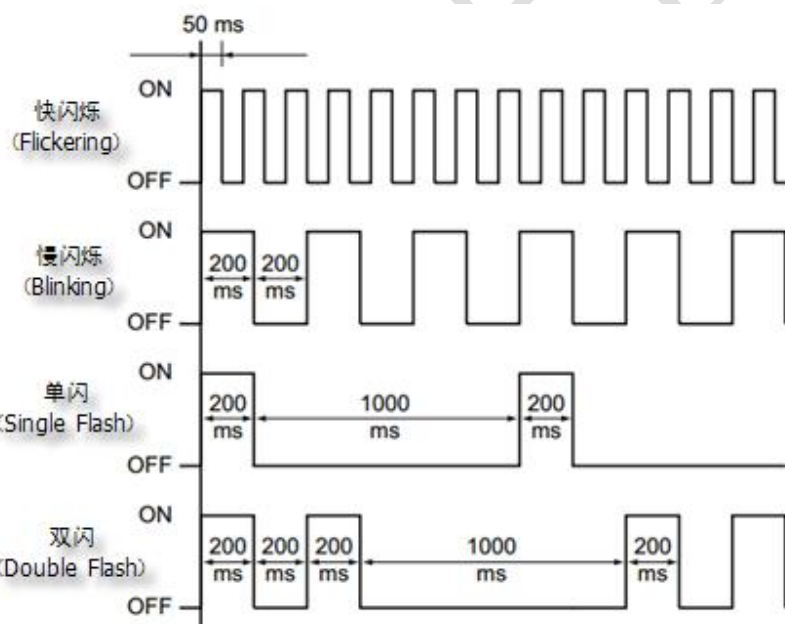 50 ms
ON
快闪烁
(Flickering)
OFF
ON
慢闪烁
(Blinking)
200 ms
200 ms
OFF
ON
单闪
(Single Flash)
200 ms
1000 ms
200 ms
OFF
ON
双闪
(Double Flash)
200 ms
200 ms
200 ms
1000 ms
200 ms
OFF